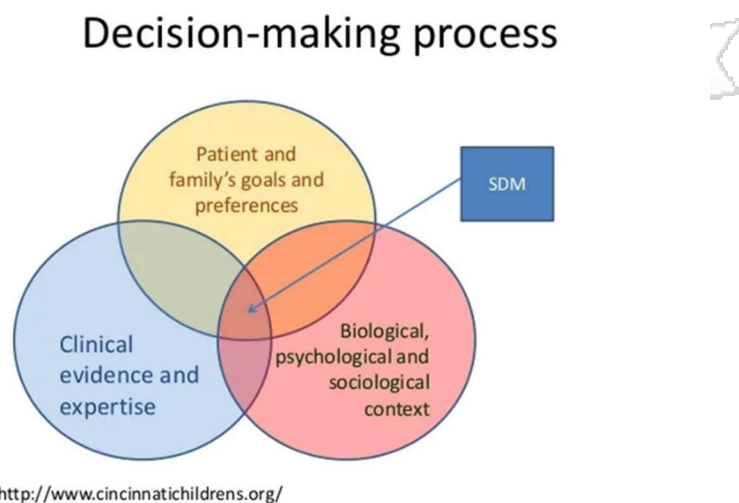 Decision-making process
Patient and
family's goals and
preferences
SDM
Clinical
evidence and
expertise
Biological,
psychological and
sociological
context
http://www.cincinnatichildrens.org/